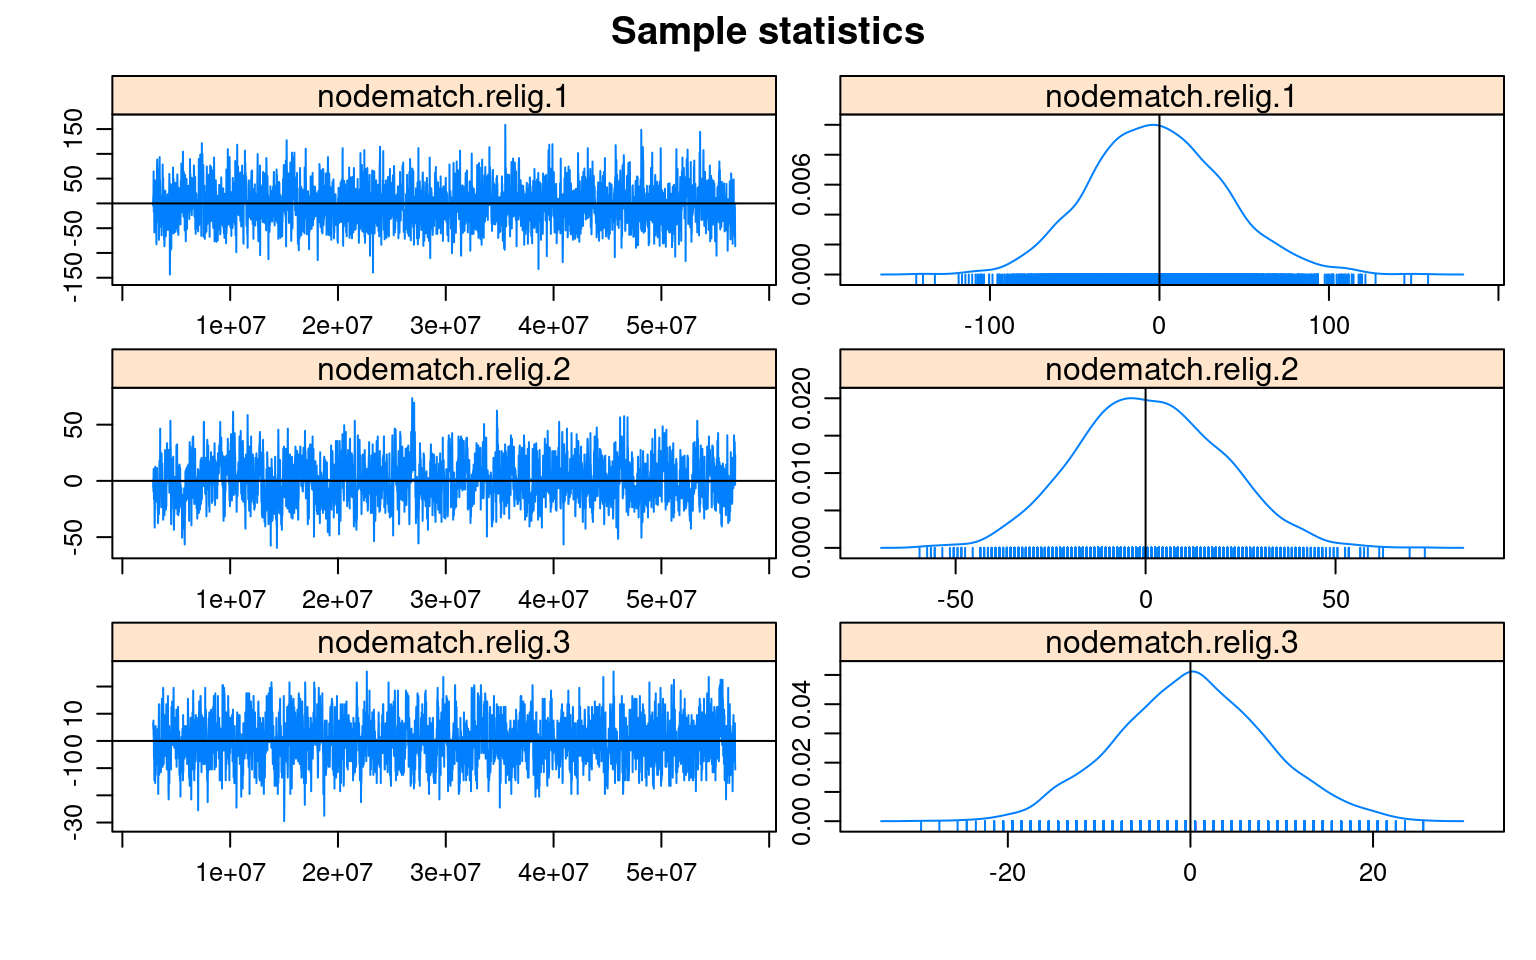 Sample statistics
nodematch.relig.1
nodematch.relig.1
150
50
-50
-150
0.006
0.000
1e+07 2e+07 3e+07 4e+07 5e+07
-100 0 100
nodematch.relig.2
nodematch.relig.2
50
0
-50
0.020
0.010
0.000
1e+07 2e+07 3e+07 4e+07 5e+07
-50 0 50
nodematch.relig.3
nodematch.relig.3
10
0
-10
-30
0.04
0.02
0.00
1e+07 2e+07 3e+07 4e+07 5e+07
-20 0 20